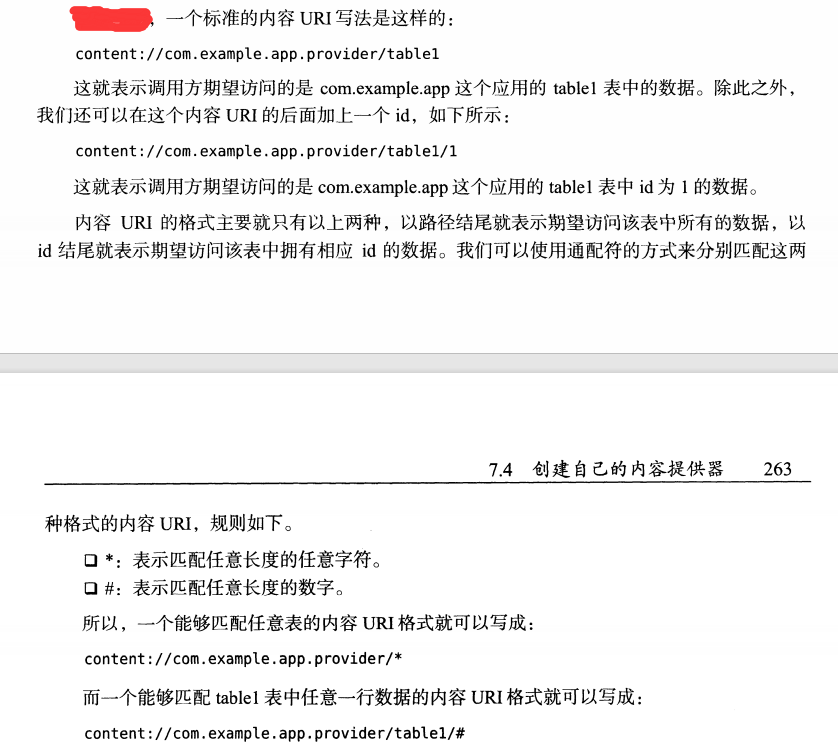 ，一个标准的内容 URI 写法是这样的：
content://com.example.app.provider/table1
这就表示调用方期望访问的是 com.example.app 这个应用的 table1 表中的数据。除此之外，
我们还可以在这个内容 URI 的后面加上一个 id，如下所示：
content://com.example.app.provider/table1/1
这就表示调用方期望访问的是 com.example.app 这个应用的 table1 表中 id 为 1 的数据。
内容 URI 的格式主要就只有以上两种，以路径结尾就表示期望访问该表中所有的数据，以
id 结尾就表示期望访问该表中拥有相应 id 的数据。我们可以使用通配符的方式来分别匹配这两
7.4 创建自己的内容提供器 263
种格式的内容 URI，规则如下。
❏ *：表示匹配任意长度的任意字符。
❏ #：表示匹配任意长度的数字。
所以，一个能够匹配任意表的内容 URI 格式就可以写成：
content://com.example.app.provider/*
而一个能够匹配 table1 表中任意一行数据的内容 URI 格式就可以写成：
content://com.example.app.provider/table1/#